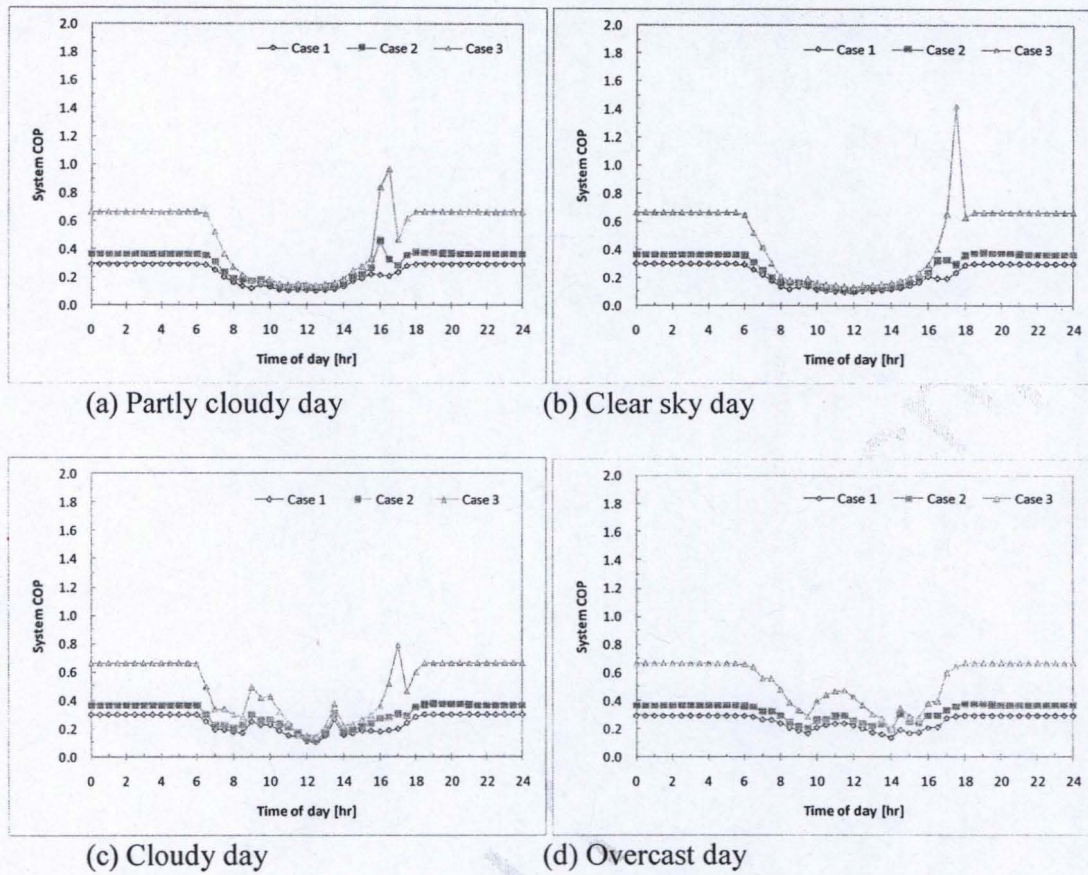 2.0
1.8
1.6
1.4
1.2
1.0
0.8
0.6
0.4
0.2
0.0
System COP
Case 1 Case 2 Case 3
0 2 4 6 8 10 12 14 16 18 20 22 24
Time of day [hr]
(a) Partly cloudy day
2.0
1.8
1.6
1.4
1.2
1.0
0.8
0.6
0.4
0.2
0.0
System COP
Case 1 Case 2 Case 3
0 2 4 6 8 10 12 14 16 18 20 22 24
Time of day [hr]
(b) Clear sky day
2.0
1.8
1.6
1.4
1.2
1.0
0.8
0.6
0.4
0.2
0.0
System COP
Case 1 Case 2 Case 3
0 2 4 6 8 10 12 14 16 18 20 22 24
Time of day [hr]
(c) Cloudy day
2.0
1.8
1.6
1.4
1.2
1.0
0.8
0.6
0.4
0.2
0.0
System COP
Case 1 Case 2 Case 3
0 2 4 6 8 10 12 14 16 18 20 22 24
Time of day [hr]
(d) Overcast day